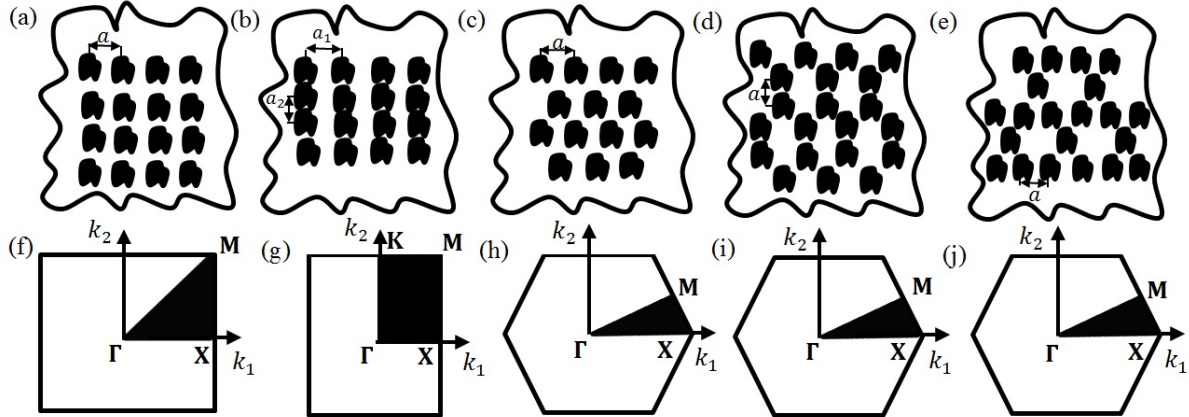 (a) (b) (c) (d) (e)
a a₁ a a a
a₂
(f) (g) (h) (i) (j)
k₂ k₂ k₂ k₂ k₂
M K M M M M
Γ X k₁ Γ X k₁ Γ X k₁ Γ X k₁ Γ X k₁